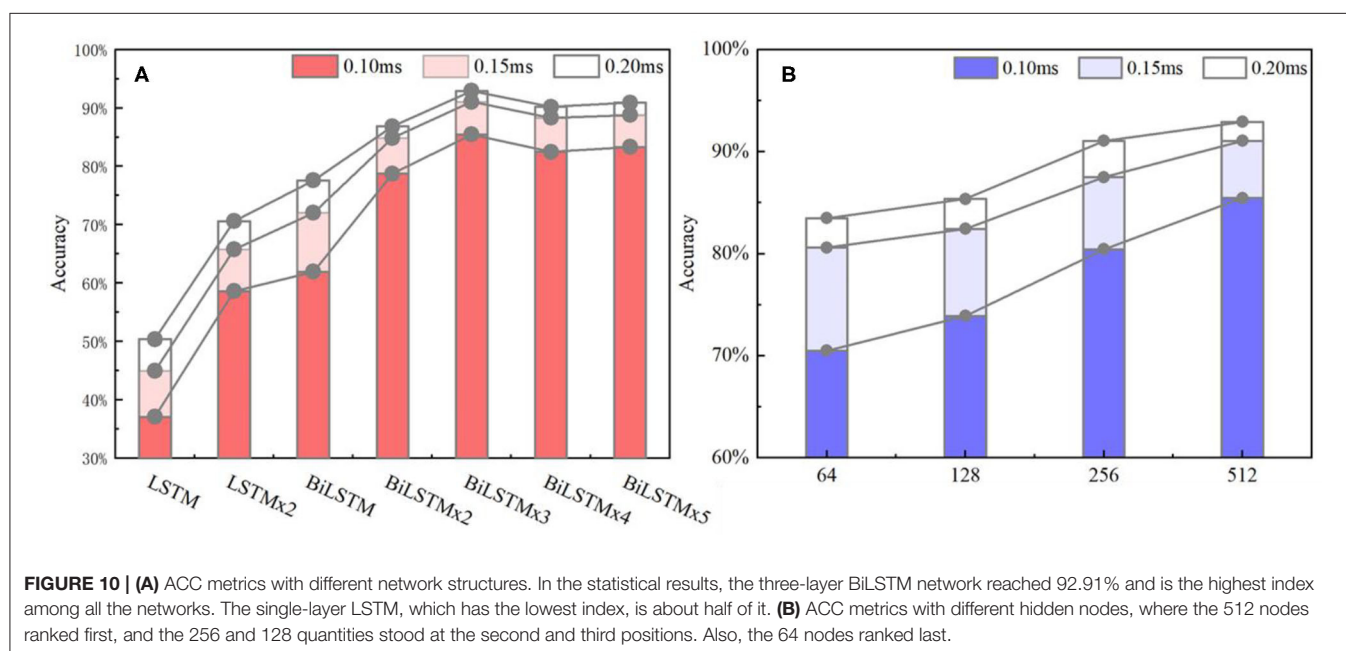 A
0.10ms 0.15ms 0.20ms
100%
90%
80%
70%
60%
50%
40%
30%
Accuracy
LSTM LSTMx2 BiLSTM BiLSTMx2 BiLSTMx3 BiLSTMx4 BiLSTMx5
B
0.10ms 0.15ms 0.20ms
100%
90%
80%
70%
60%
Accuracy
64 128 256 512
FIGURE 10 | (A) ACC metrics with different network structures. In the statistical results, the three-layer BiLSTM network reached 92.91% and is the highest index
among all the networks. The single-layer LSTM, which has the lowest index, is about half of it. (B) ACC metrics with different hidden nodes, where the 512 nodes
ranked first, and the 256 and 128 quantities stood at the second and third positions. Also, the 64 nodes ranked last.